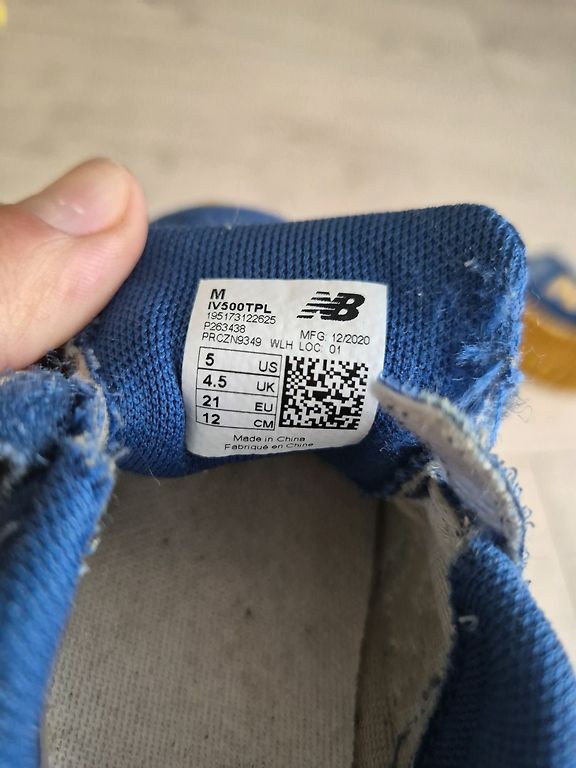 M
IV500TPL
195173122625
P263438
PRCZN9349 WLH LOC 01
MFG 12/2020
NB
5 US
4.5 UK
21 EU
12 CM
Made in China
Fabriqué en Chine